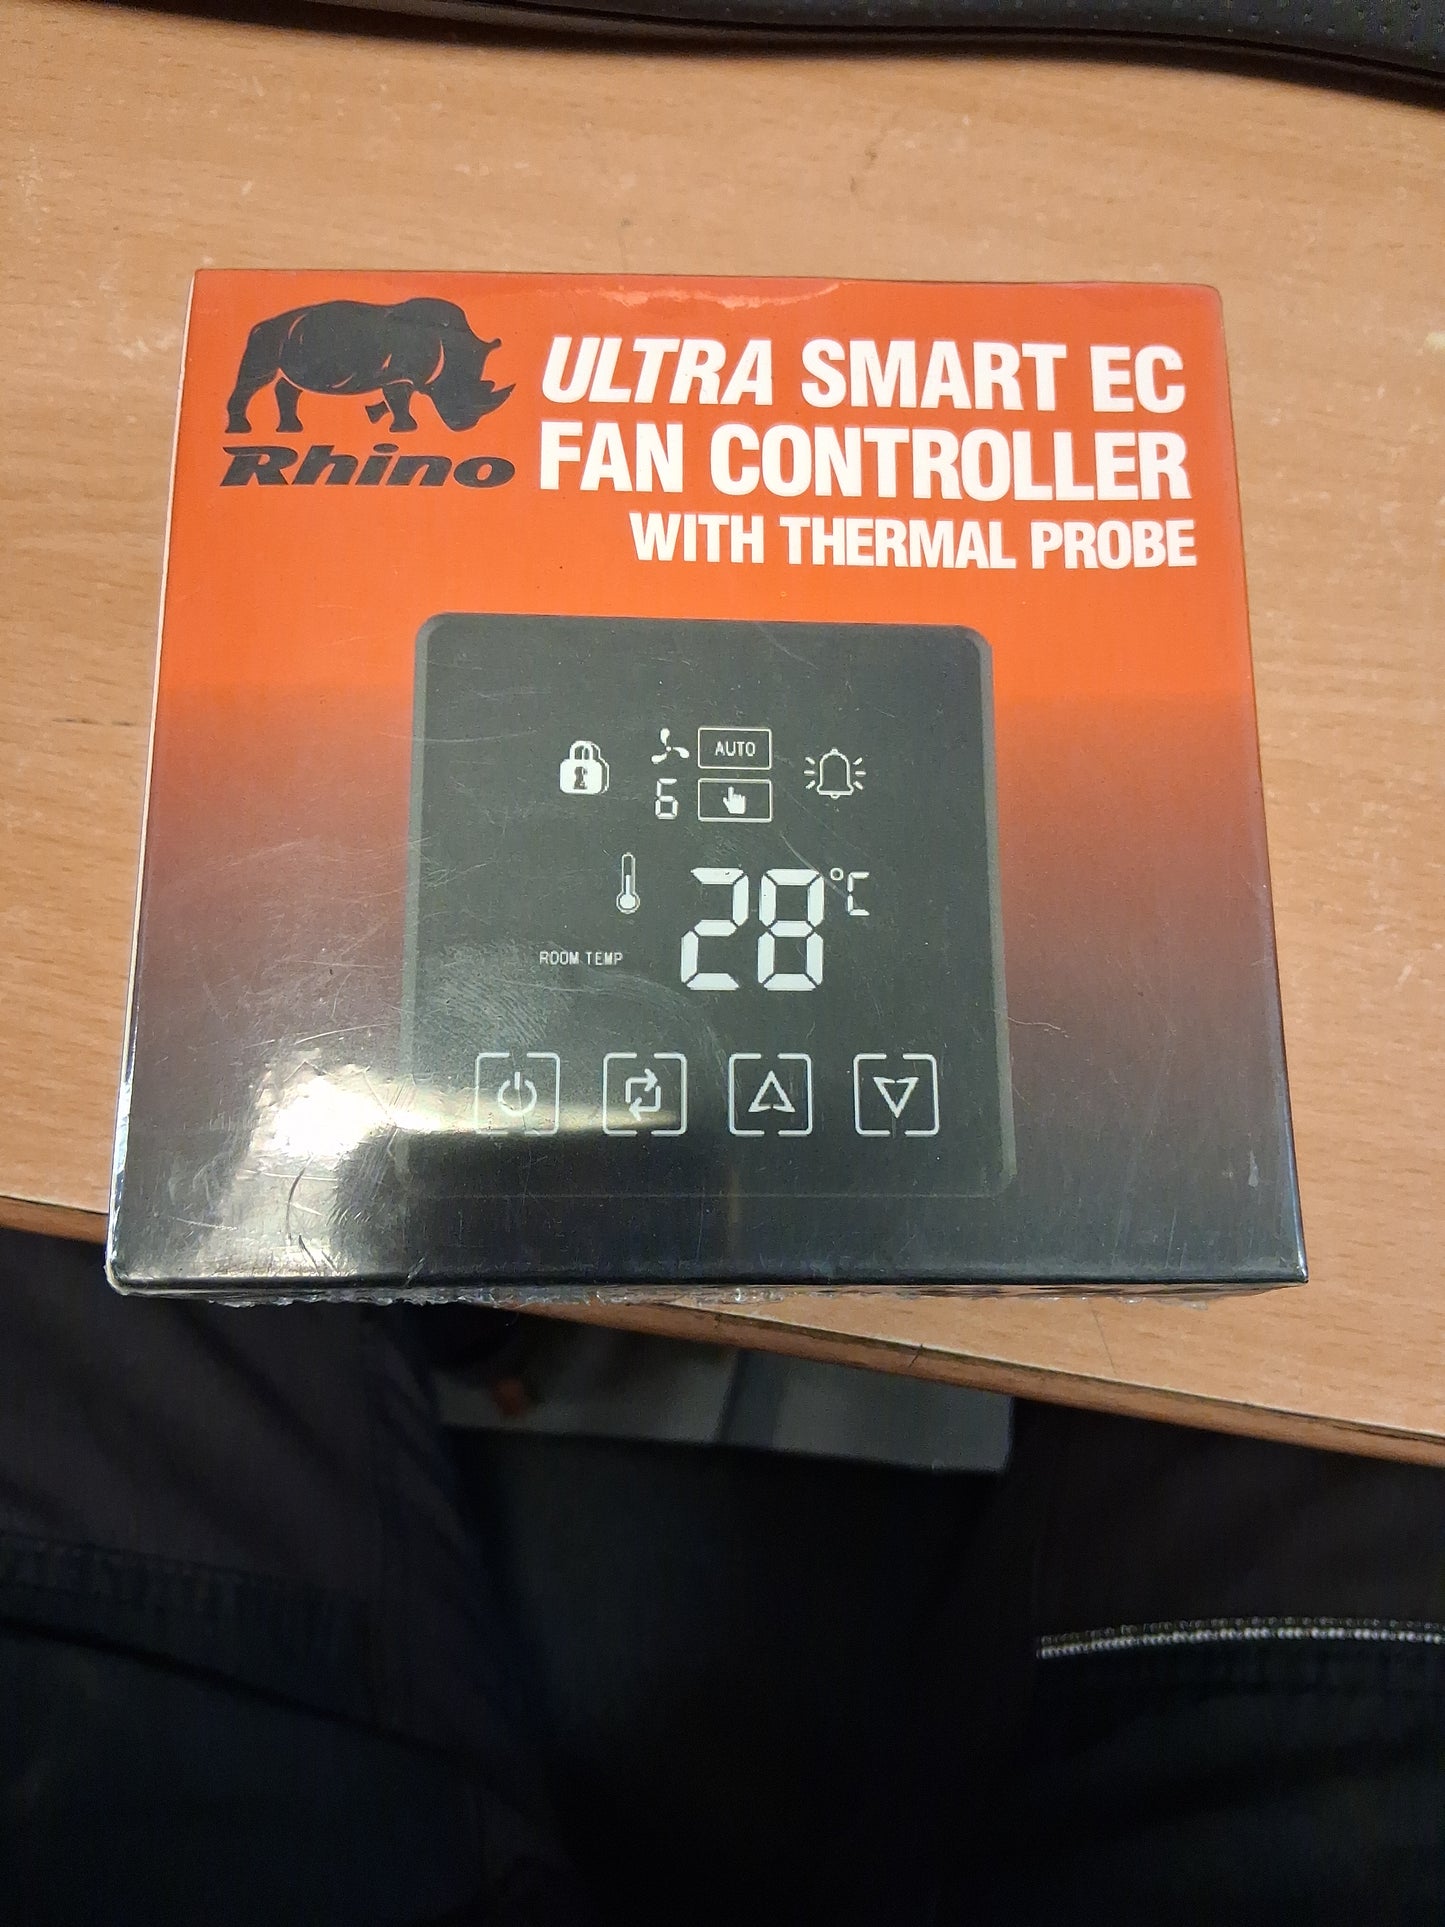 Rhino
ULTRA SMART EC
FAN CONTROLLER
WITH THERMAL PROBE
AUTO
6
28°C
ROOM TEMP